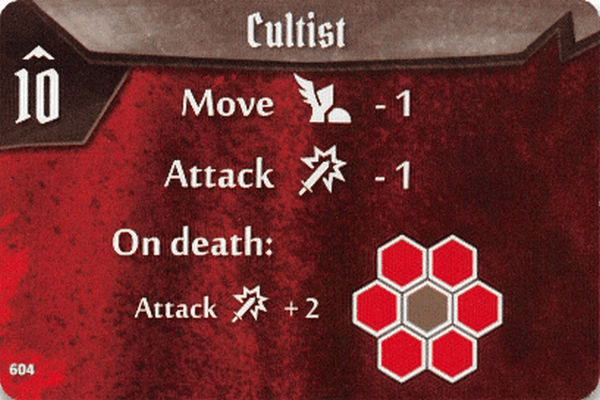 Cultist
10
Move - 1
Attack - 1
On death:
Attack + 2
604